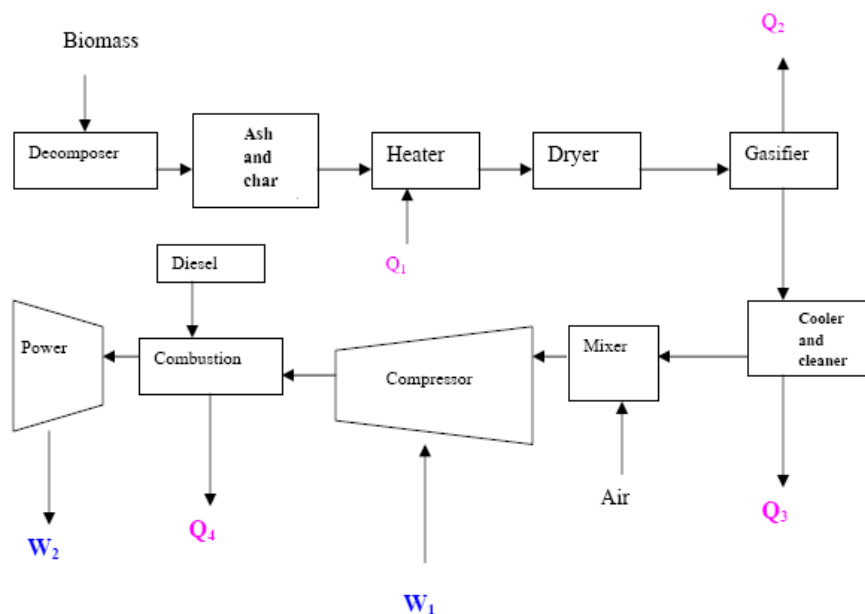 Biomass
Q₂
Decomposer
Ash
and
char
Heater
Dryer
Gasifier
Q₁
Diesel
Power
Combustion
Compressor
Mixer
Cooler
and
cleaner
Air
W₂
Q₄
Q₃
W₁